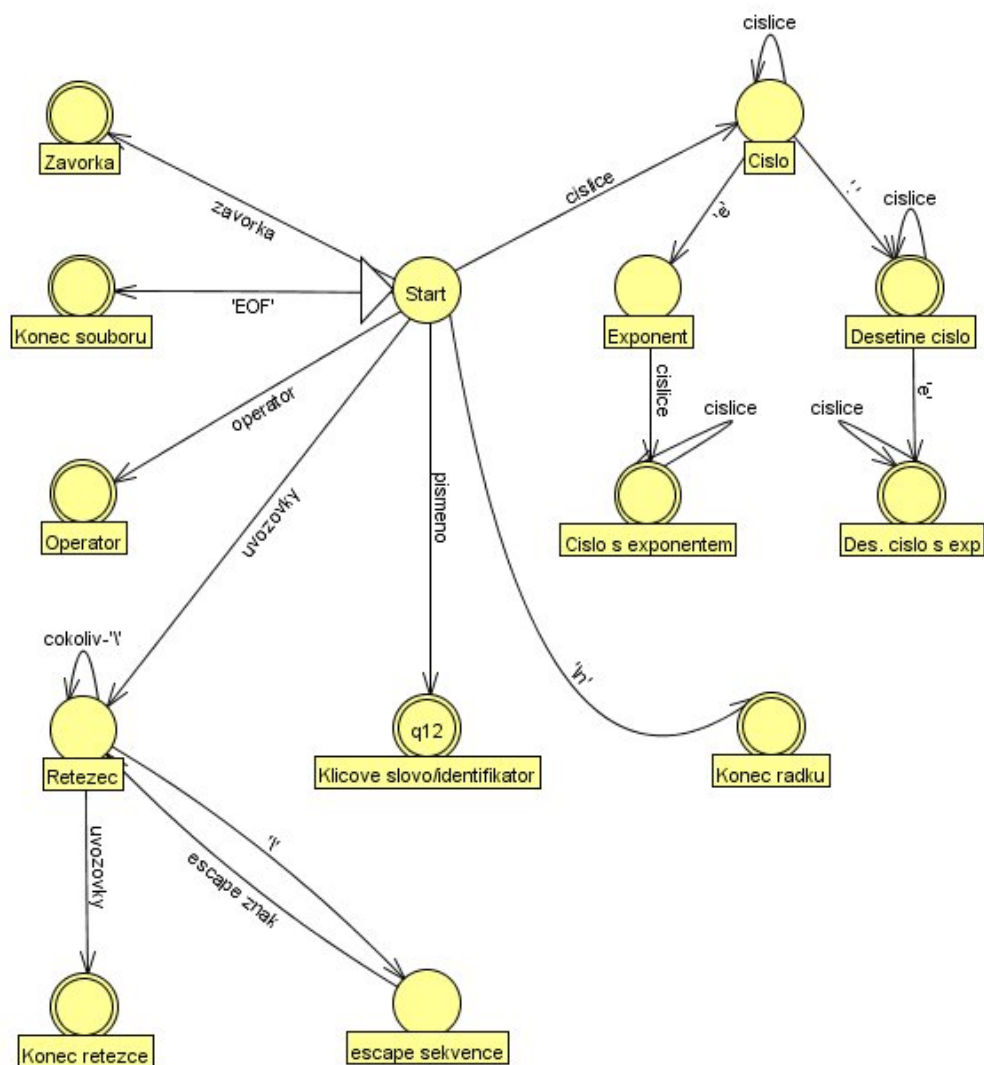 cislice
Zavorka
Cislo
zavorka
cislice
'e'
'.'
cislice
Start
'EOF'
Konec souboru
Exponent
Desetine cislo
operator
cislice
'e'
cislice
cislice
uvozovky
pismeno
Operator
Cislo s exponentem
Des. cislo s exp
cokoliv-'\'
'\n'
q12
Retezec
Klicove slovo/identifikator
Konec radku
uvozovky
'\'
escape znak
Konec retezce
escape sekvence